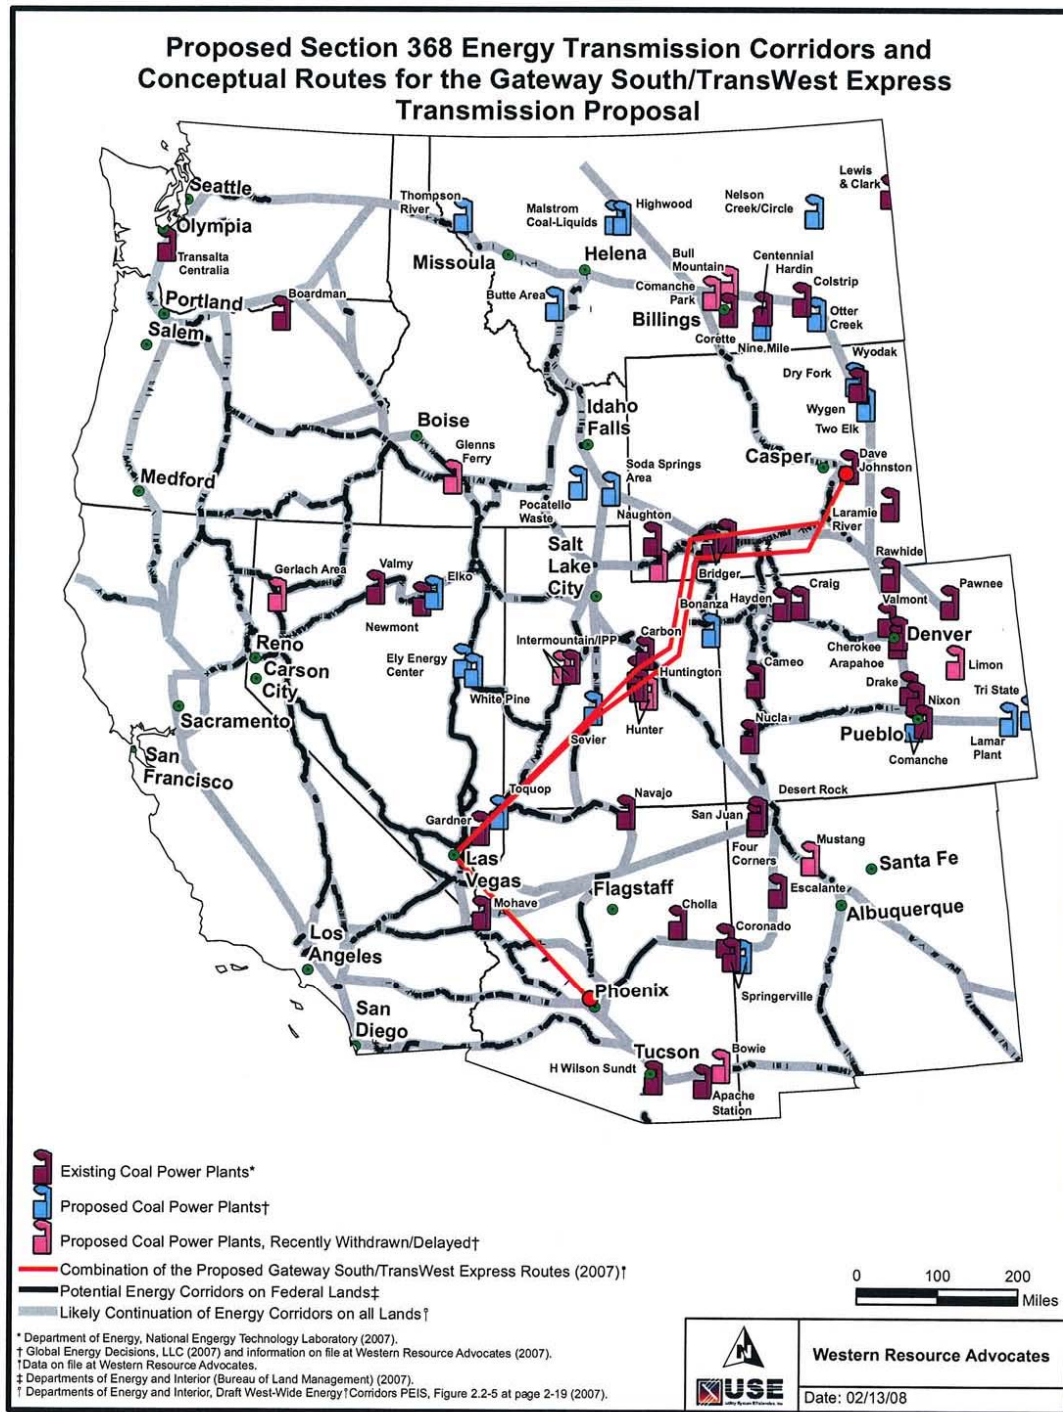 Proposed Section 368 Energy Transmission Corridors and
Conceptual Routes for the Gateway South/TransWest Express
Transmission Proposal
Lewis
& Clark
Seattle
Thompson
River
Malstrom
Coal-Liquids
Highwood
Nelson
Creek/Circle
Olympia
Transalta
Centralia
Missoula
Helena
Bull
Mountain
Centennial
Hardin
Comanche
Park
Colstrip
Portland
Boardman
Butte Area
Billings
Otter
Creek
Salem
Corette
Nine Mile
Wyodak
Dry Fork
Wygen
Two Elk
Boise
Idaho
Falls
Glenns
Ferry
Casper
Dave
Johnston
Medford
Soda Springs
Area
Pocatello
Waste
Naughton
Laramie
River
Salt
Lake
City
Rawhide
Gerlach Area
Valmy
Elko
Bridger
Craig
Pawnee
Newmont
Bonanza
Hayden
Valmont
Reno
Carson
City
Intermountain/IPP
Carbon
Cherokee
Denver
Arapahoe
Ely Energy
Center
Huntington
Cameo
Limon
White Pine
Drake
Nixon
Tri State
Sacramento
Sevier
Hunter
Nucla
Pueblo
Comanche
Lamar
Plant
San
Francisco
Toquop
Navajo
Desert Rock
Gardner
San Juan
Four
Corners
Mustang
Santa Fe
Las
Vegas
Flagstaff
Escalante
Mohave
Cholla
Albuquerque
Los
Angeles
Coronado
Phoenix
Springerville
San
Diego
Tucson
Bowie
H Wilson Sundt
Apache
Station
Existing Coal Power Plants*
Proposed Coal Power Plants†
Proposed Coal Power Plants, Recently Withdrawn/Delayed†
Combination of the Proposed Gateway South/TransWest Express Routes (2007)†
Potential Energy Corridors on Federal Lands‡
Likely Continuation of Energy Corridors on all Lands†
0 100 200
Miles
* Department of Energy, National Engergy Technology Laboratory (2007).
† Global Energy Decisions, LLC (2007) and information on file at Western Resource Advocates (2007).
†Data on file at Western Resource Advocates.
‡ Departments of Energy and Interior (Bureau of Land Management) (2007).
† Departments of Energy and Interior, Draft West-Wide Energy†Corridors PEIS, Figure 2.2-5 at page 2-19 (2007).
N
USE
Western Resource Advocates
Date: 02/13/08